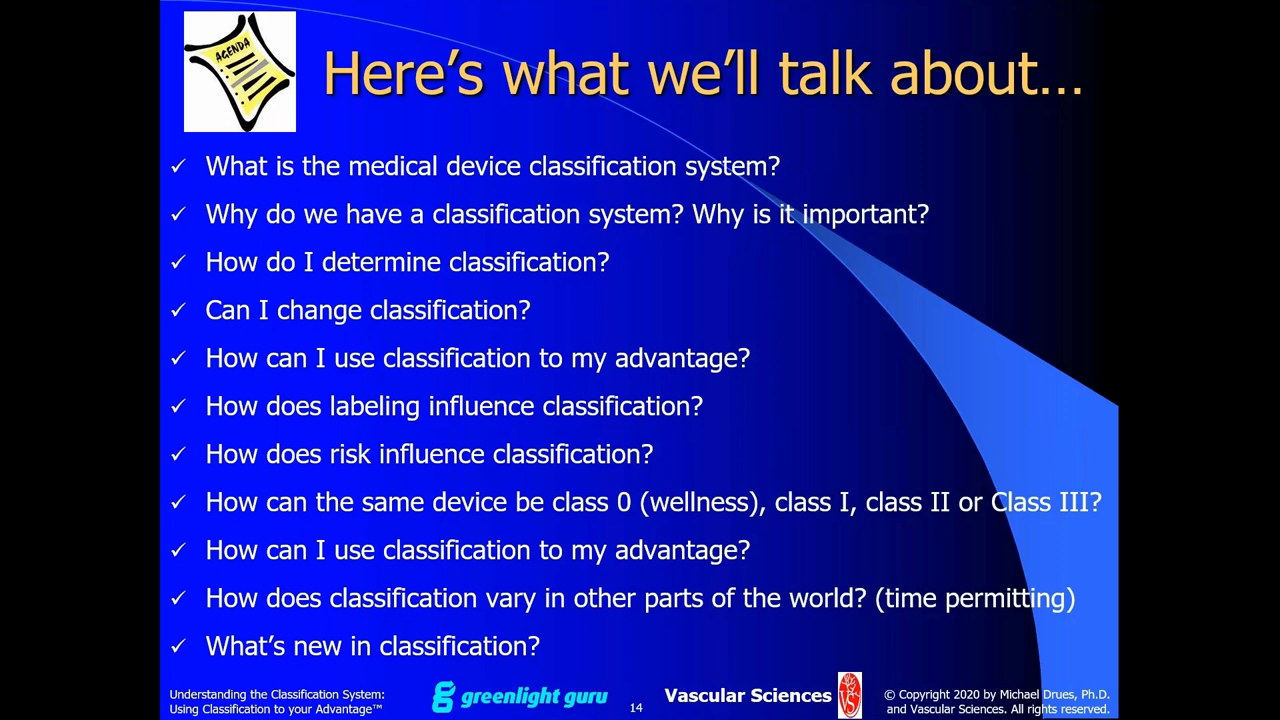 AGENDA
Here's what we'll talk about...
✓ What is the medical device classification system?
✓ Why do we have a classification system? Why is it important?
✓ How do I determine classification?
✓ Can I change classification?
✓ How can I use classification to my advantage?
✓ How does labeling influence classification?
✓ How does risk influence classification?
✓ How can the same device be class 0 (wellness), class I, class II or Class III?
✓ How can I use classification to my advantage?
✓ How does classification vary in other parts of the world? (time permitting)
✓ What's new in classification?
Understanding the Classification System:
Using Classification to your Advantage™
greenlight guru
14
Vascular Sciences
VS
© Copyright 2020 by Michael Drues, Ph.D.
and Vascular Sciences. All rights reserved.